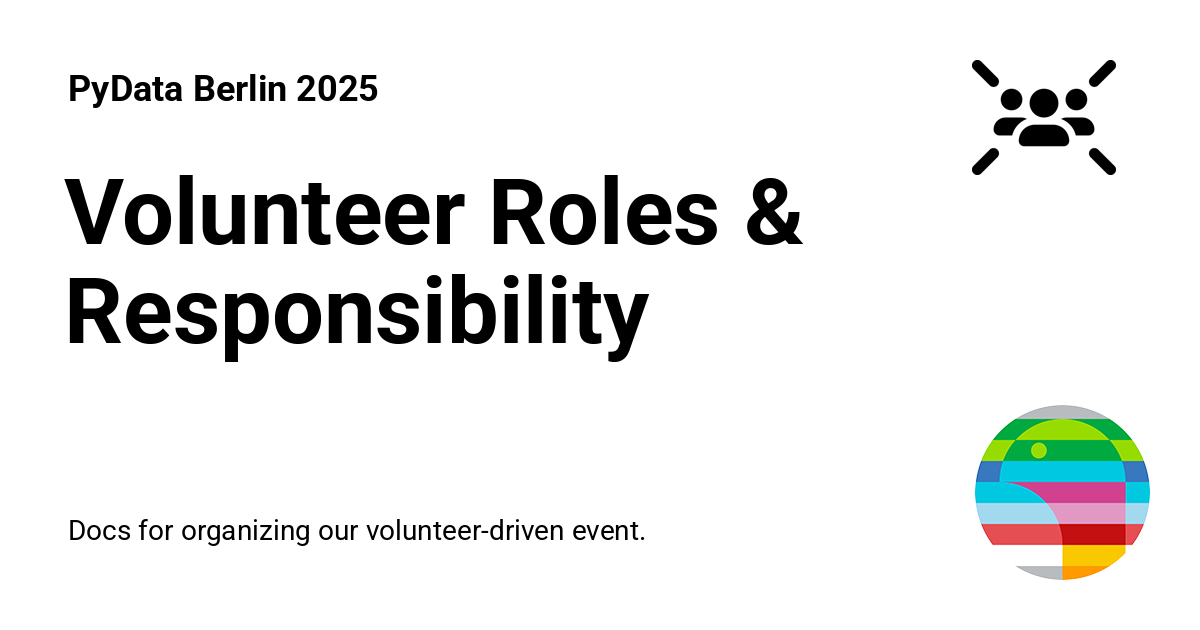 PyData Berlin 2025
Volunteer Roles &
Responsibility
Docs for organizing our volunteer-driven event.